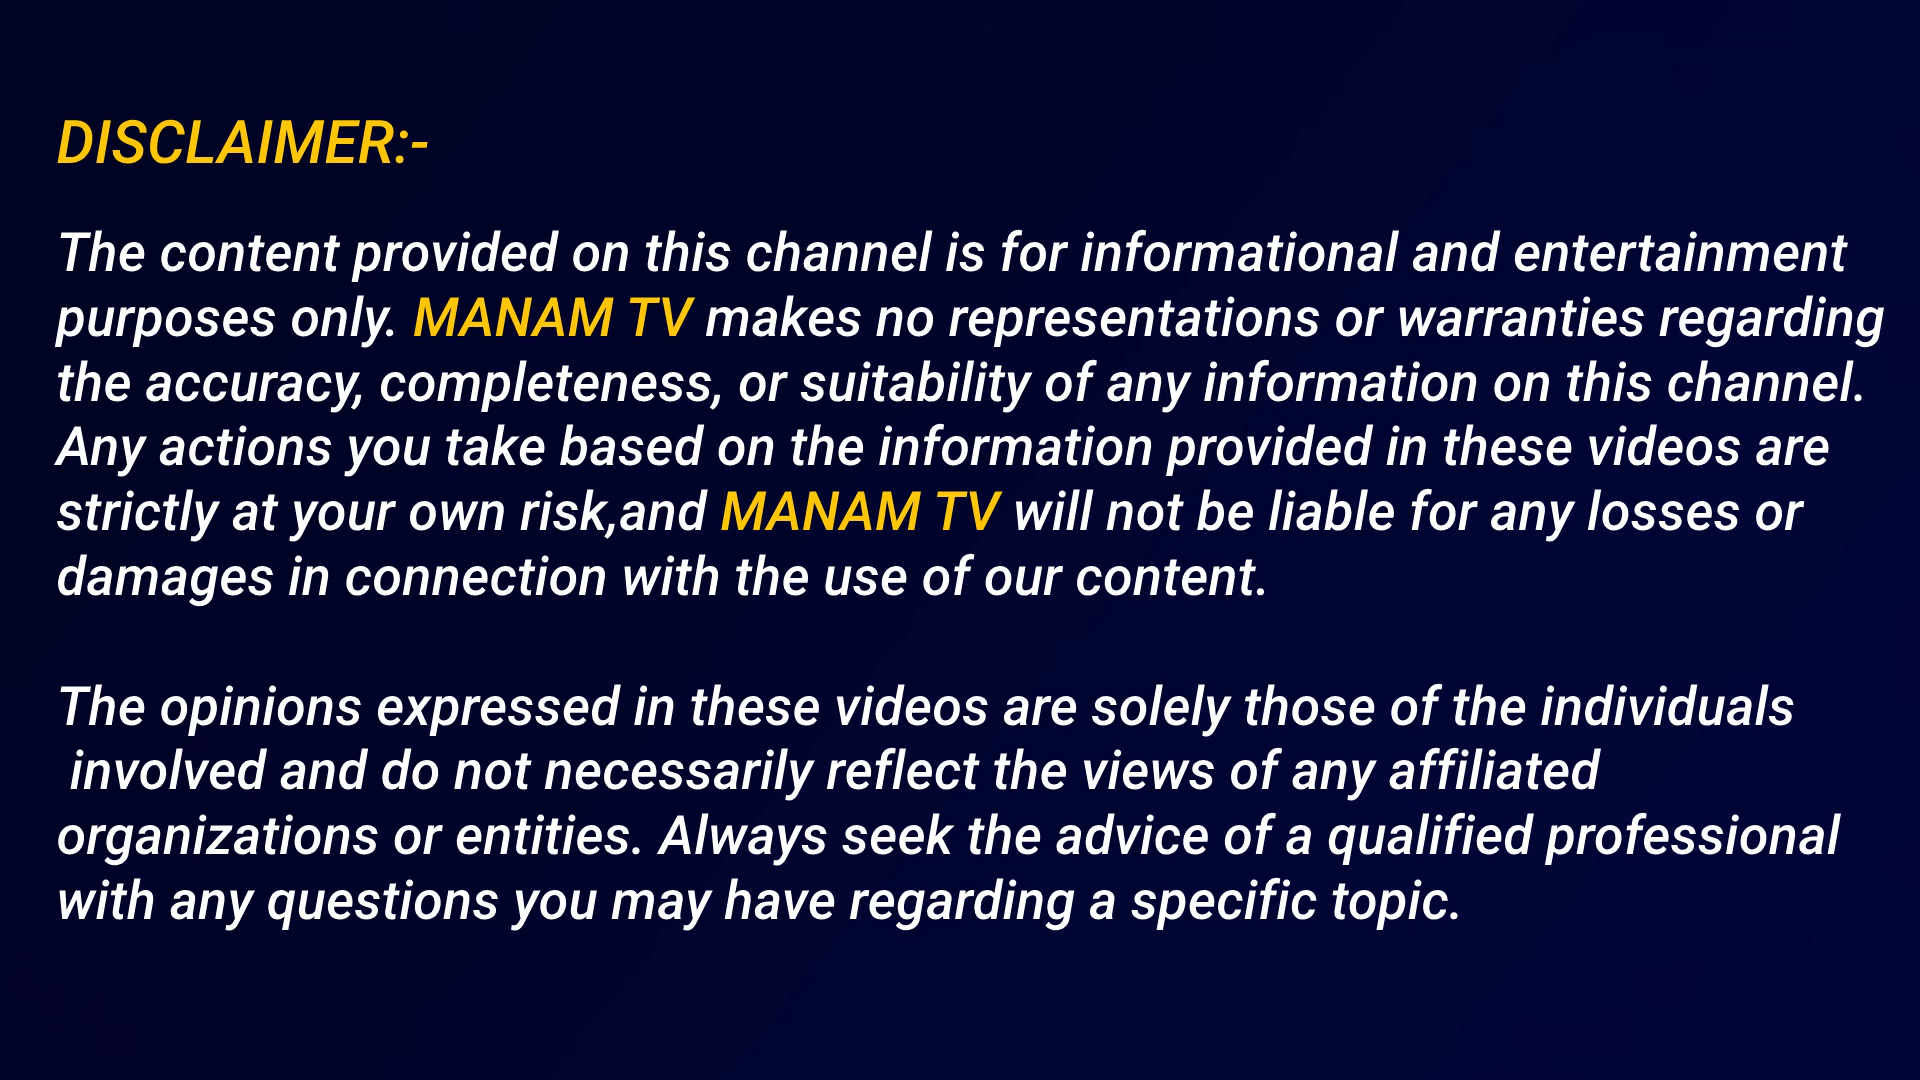 DISCLAIMER:-
The content provided on this channel is for informational and entertainment
purposes only. MANAM TV makes no representations or warranties regarding
the accuracy, completeness, or suitability of any information on this channel.
Any actions you take based on the information provided in these videos are
strictly at your own risk,and MANAM TV will not be liable for any losses or
damages in connection with the use of our content.
The opinions expressed in these videos are solely those of the individuals
involved and do not necessarily reflect the views of any affiliated
organizations or entities. Always seek the advice of a qualified professional
with any questions you may have regarding a specific topic.